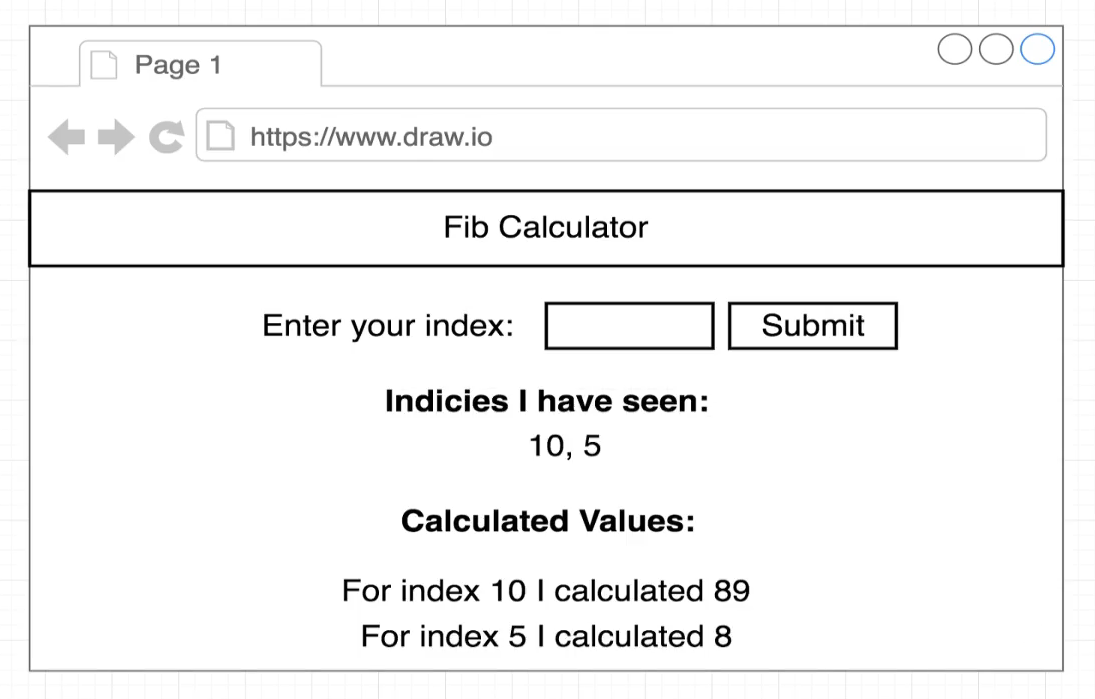 Page 1
https://www.draw.io
Fib Calculator
Enter your index: Submit
Indicies I have seen:
10, 5
Calculated Values:
For index 10 I calculated 89
For index 5 I calculated 8